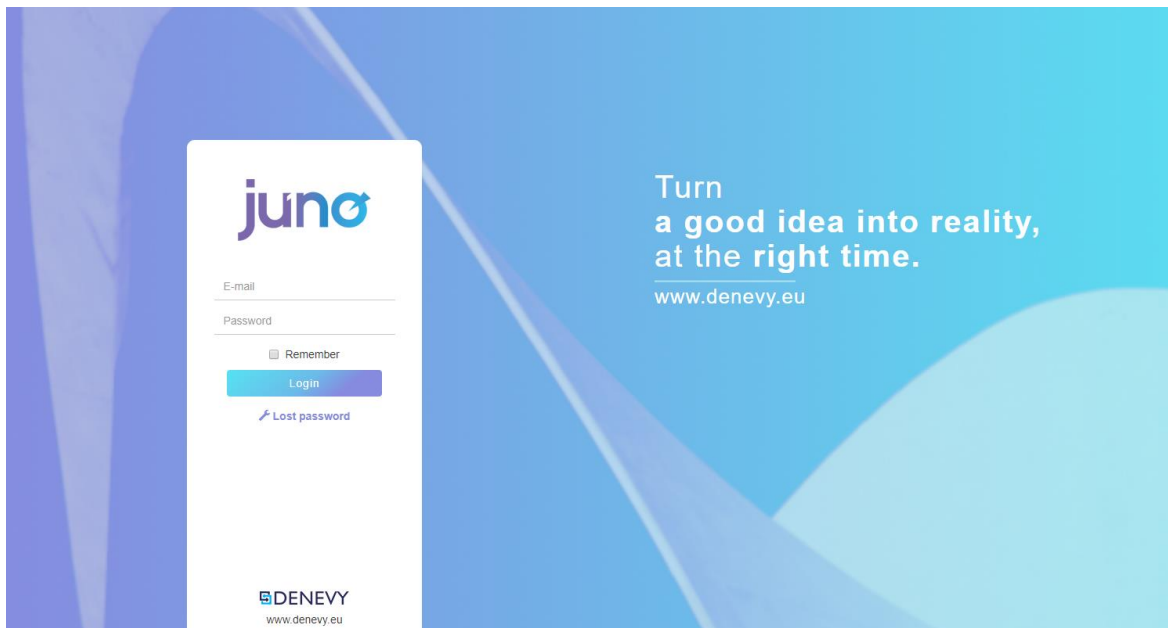 juno
E-mail
Password
Remember
Login
Lost password
DENEVY
www.denevy.eu
Turn
a good idea into reality,
at the right time.
www.denevy.eu